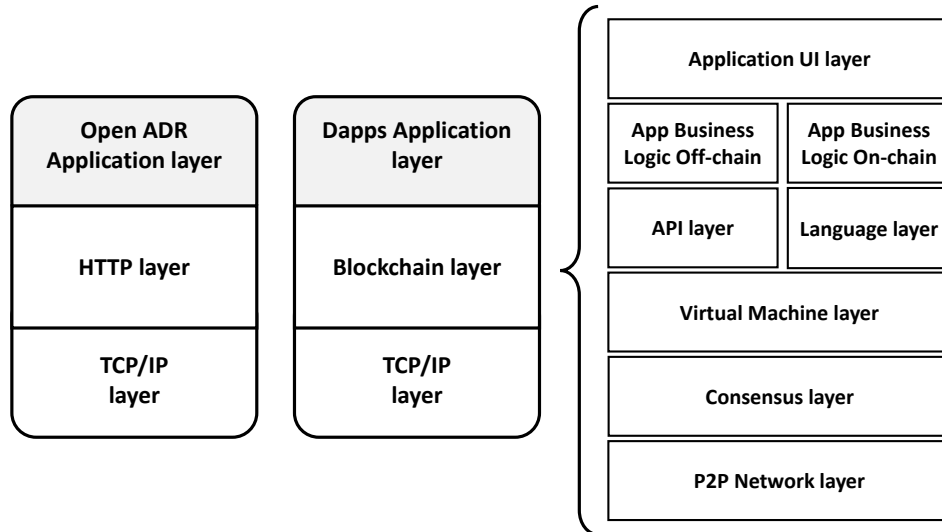 Open ADR
Application layer
HTTP layer
TCP/IP
layer
Dapps Application
layer
Blockchain layer
TCP/IP
layer
Application UI layer
App Business
Logic Off-chain
App Business
Logic On-chain
API layer
Language layer
Virtual Machine layer
Consensus layer
P2P Network layer